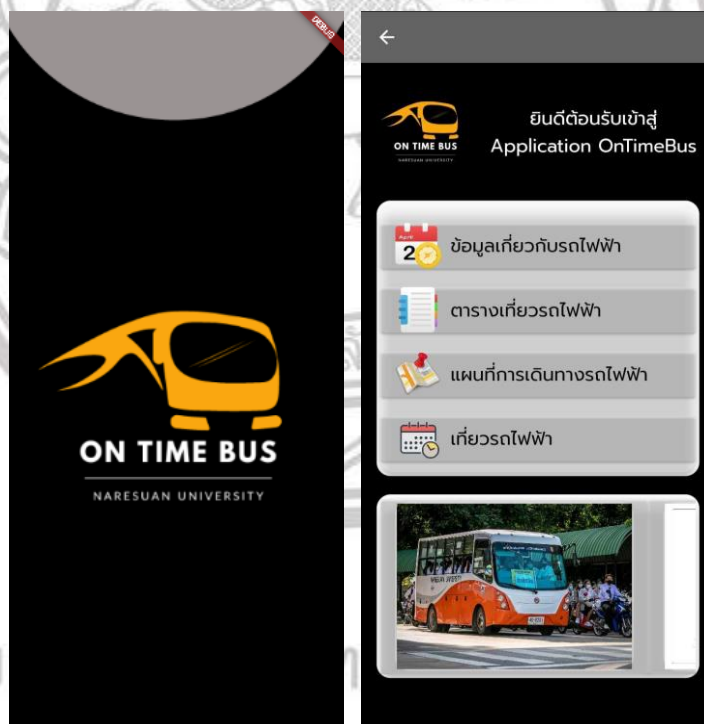 DEBUG
ON TIME BUS
NARESUAN UNIVERSITY
ON TIME BUS
NARESUAN UNIVERSITY
ยินดีต้อนรับเข้าสู่
Application OnTimeBus
ข้อมูลเกี่ยวกับรถไฟฟ้า
ตารางเที่ยวรถไฟฟ้า
แผนที่การเดินทางรถไฟฟ้า
เที่ยวรถไฟฟ้า